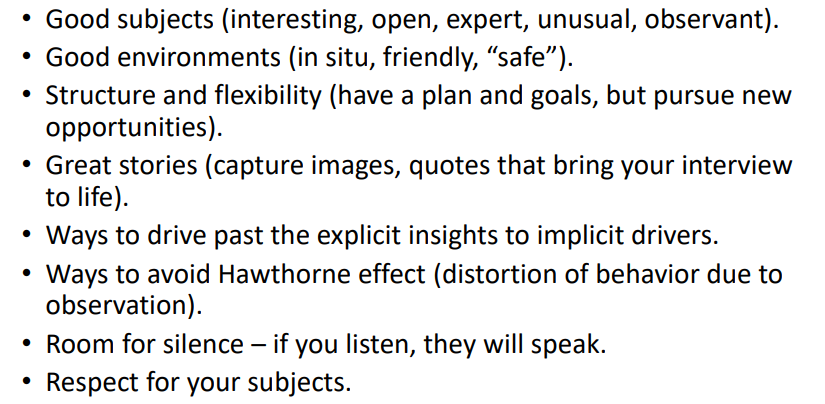 • Good subjects (interesting, open, expert, unusual, observant).
• Good environments (in situ, friendly, “safe”).
• Structure and flexibility (have a plan and goals, but pursue new
opportunities).
• Great stories (capture images, quotes that bring your interview
to life).
• Ways to drive past the explicit insights to implicit drivers.
• Ways to avoid Hawthorne effect (distortion of behavior due to
observation).
• Room for silence – if you listen, they will speak.
• Respect for your subjects.